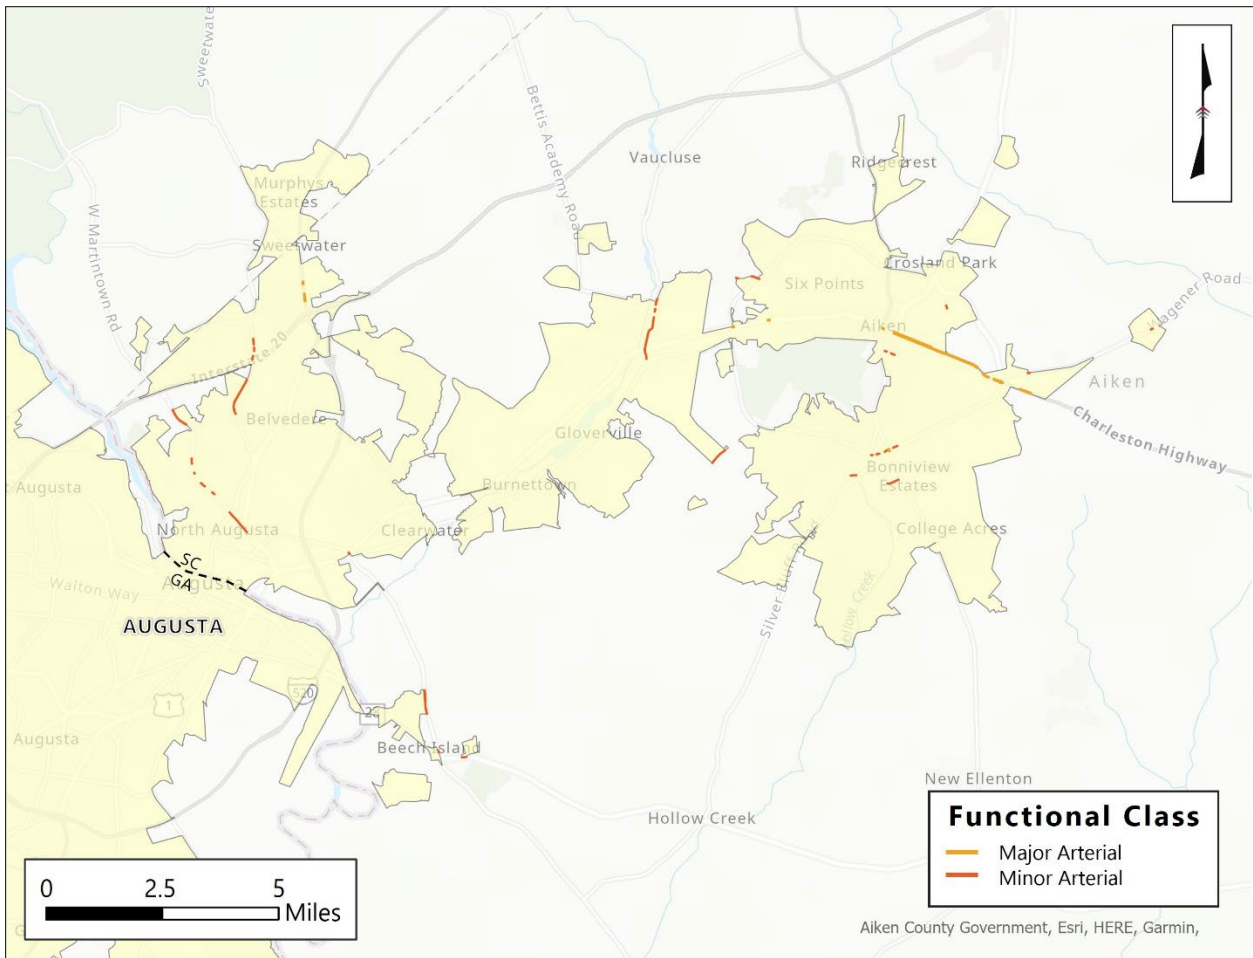 Sweetwater
Bettis Academy Road
Vaucluse
Ridgecrest
Murphys
Estates
W Martintown Rd
Sweetwater
Crosland Park
Six Points
Wagener Road
Interstate 20
Aiken
Aiken
Belvedere
Charleston Highway
Gloverville
Bonniview
Estates
Burnettown
t Augusta
North Augusta
Clearwater
College Acres
SC
GA
Walton Way
Augusta
Hollow Creek
AUGUSTA
520
1
Augusta
Beech Island
New Ellenton
Hollow Creek
Functional Class
Major Arterial
Minor Arterial
0 2.5 5
Miles
Aiken County Government, Esri, HERE, Garmin,